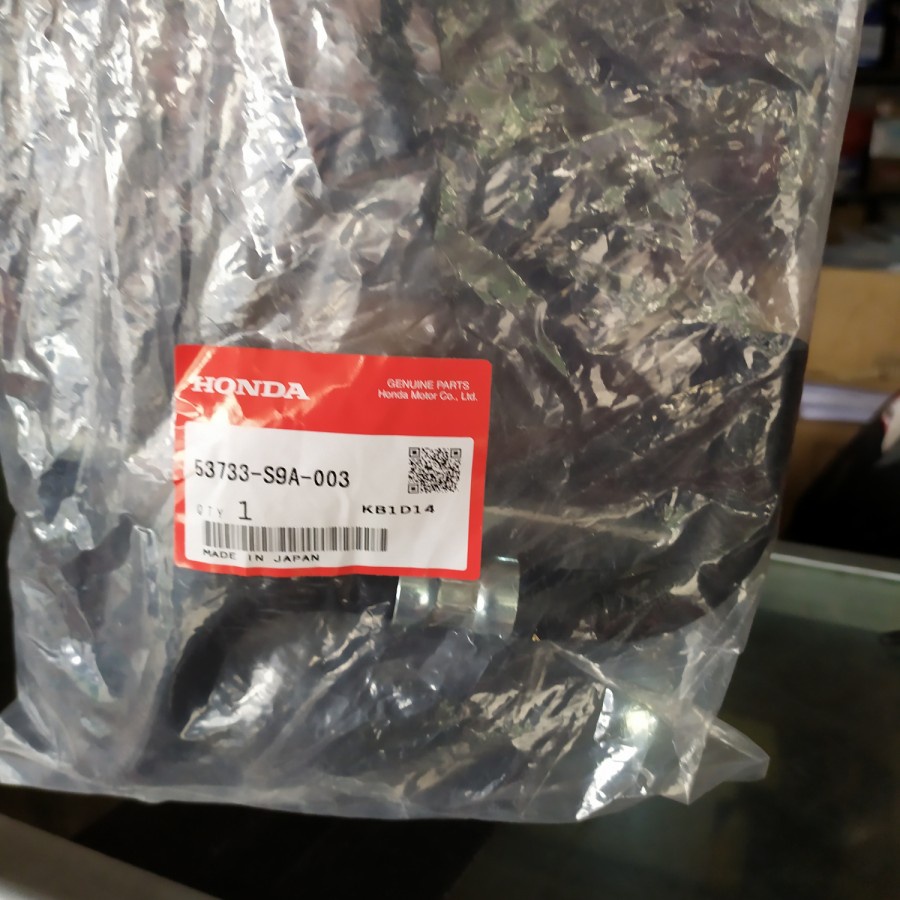 HONDA
GENUINE PARTS
Honda Motor Co., Ltd.
53733-S9A-003
QTY 1
KB1D14
MADE IN JAPAN